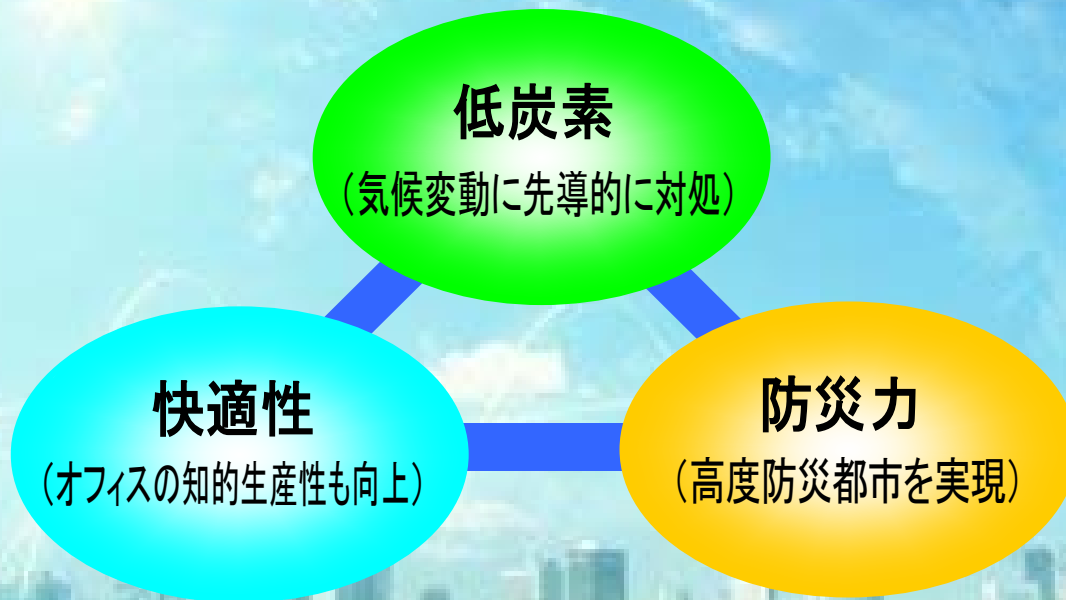 低炭素
（気候変動に先導的に対処）
快適性
（オフィスの知的生産性も向上）
防災力
（高度防災都市を実現）